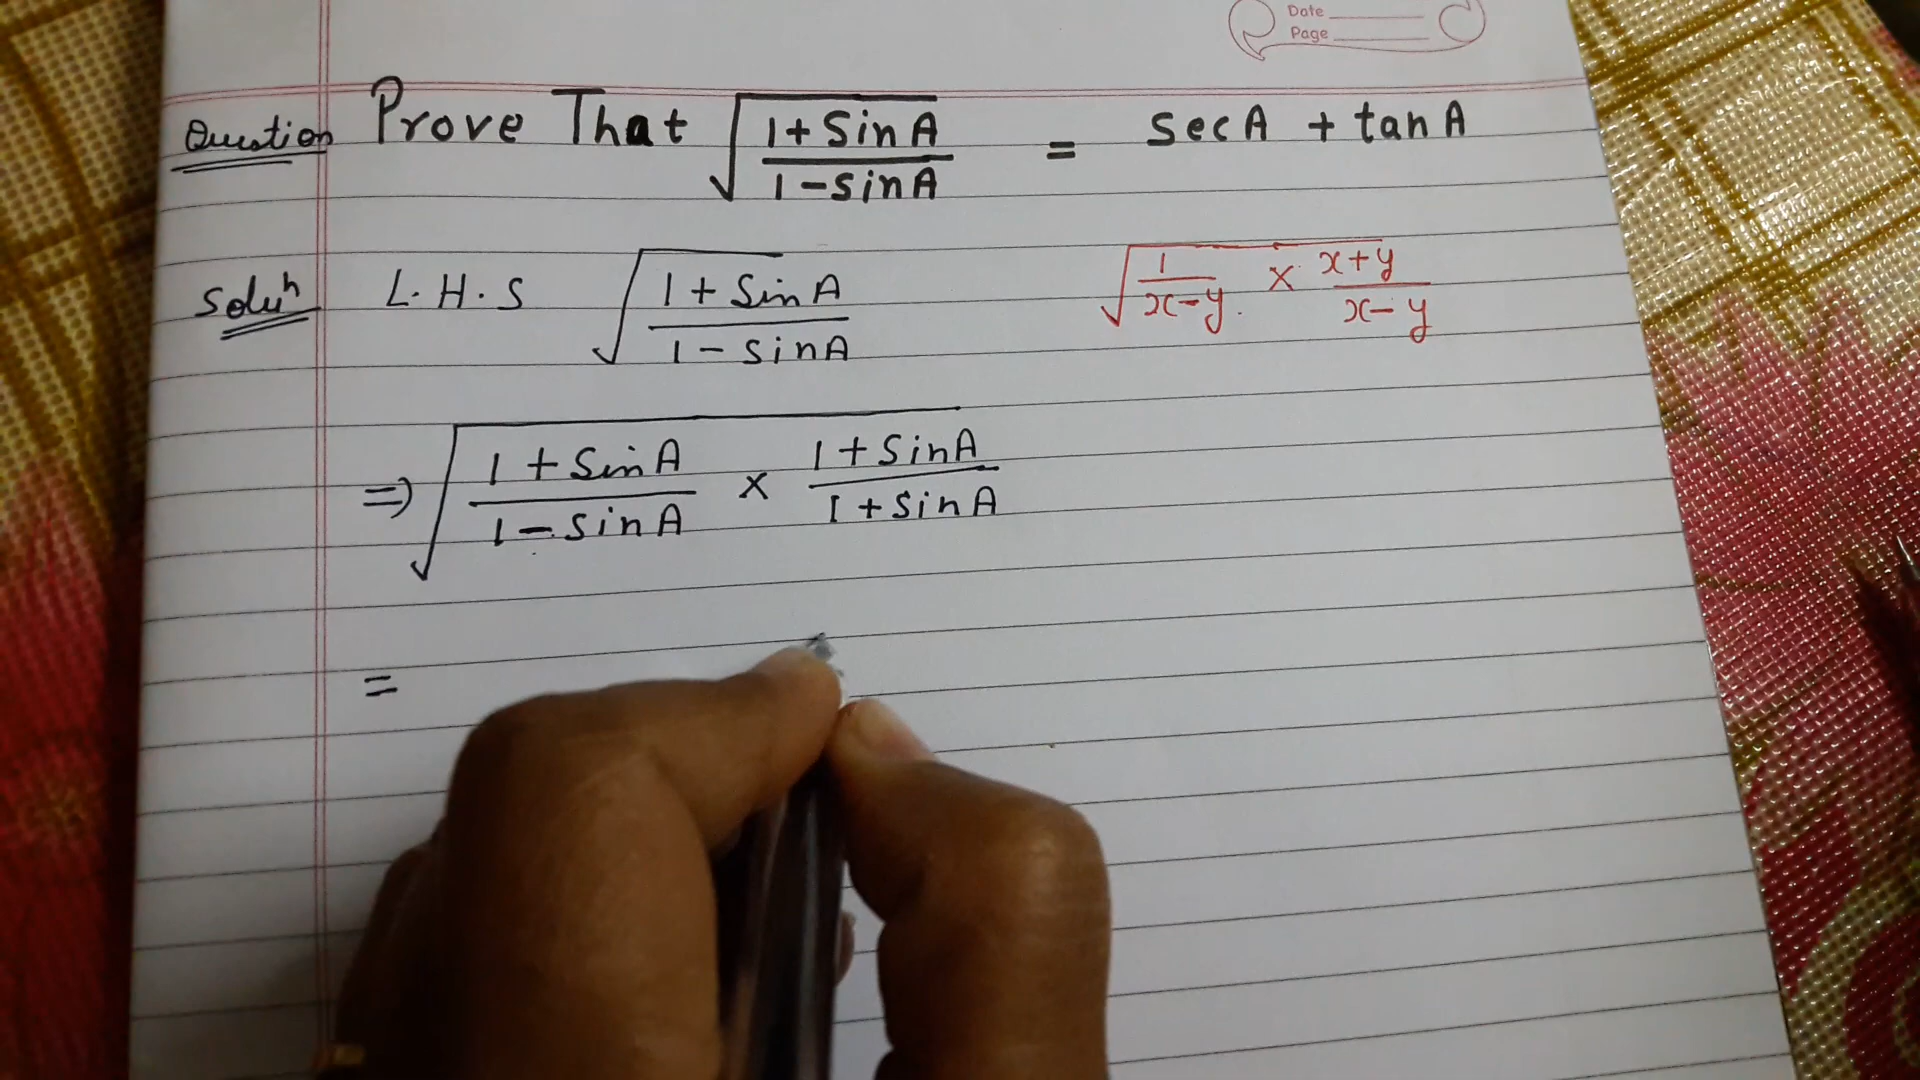 Date
Page
Question Prove That √(1+SinA / 1-sinA) = secA + tanA
Soluⁿ L.H.S √(1+SinA / 1-sinA) √(1/x-y × x+y/x-y)
⇒ √(1+SinA / 1-sinA × 1+SinA / 1+sinA)
=